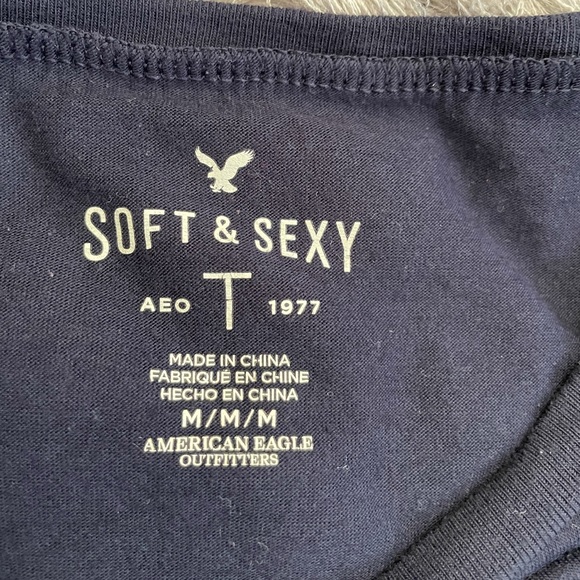 SOFT & SEXY
AEO T 1977
MADE IN CHINA
FABRIQUÉ EN CHINE
HECHO EN CHINA
M/M/M
AMERICAN EAGLE
OUTFITTERS